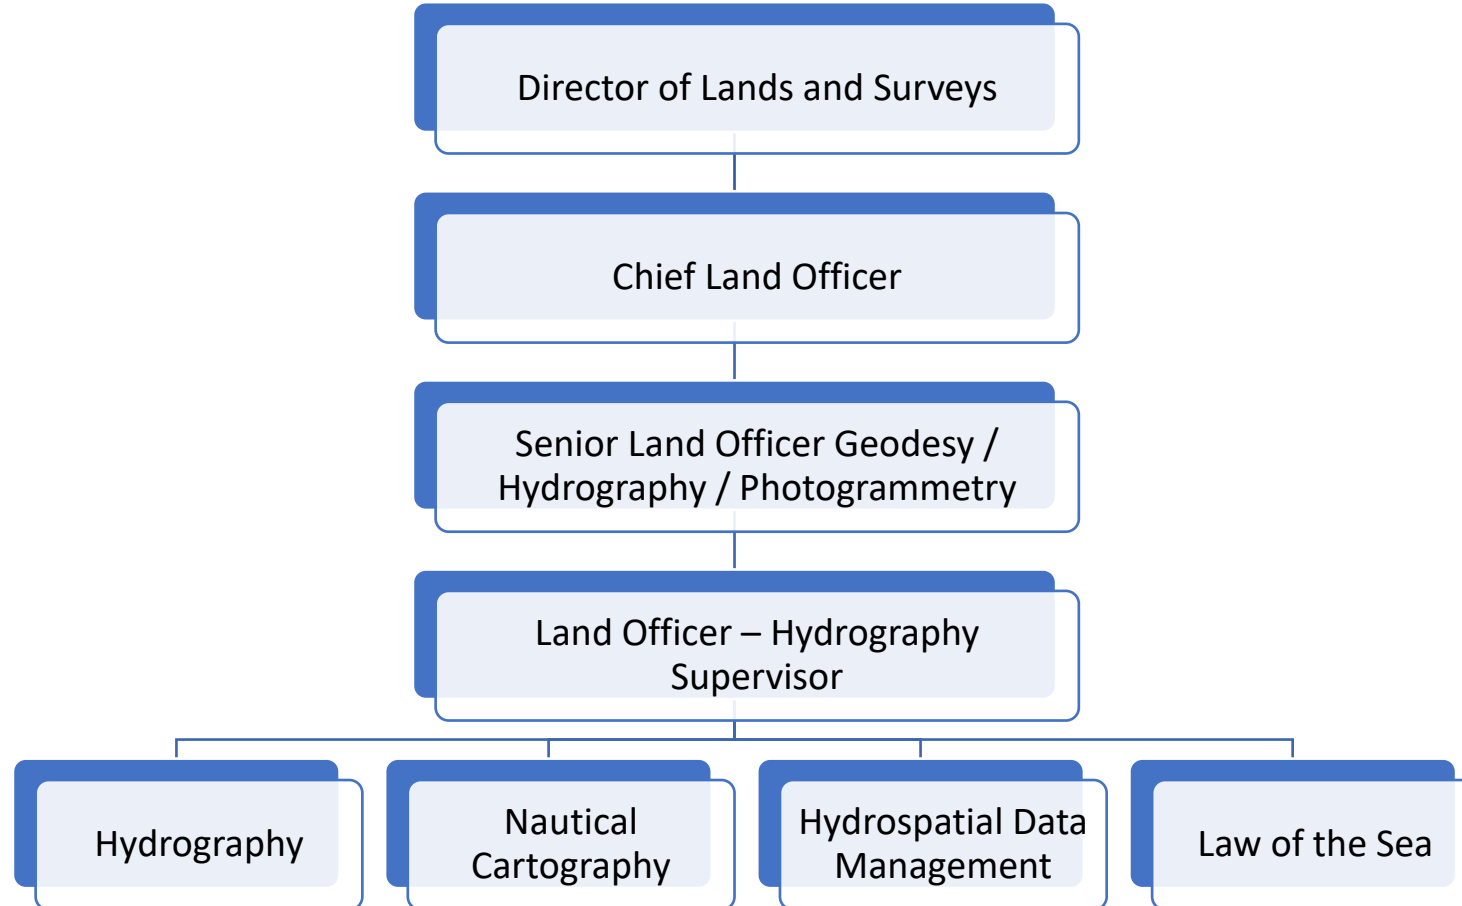 Director of Lands and Surveys
Chief Land Officer
Senior Land Officer Geodesy /
Hydrography / Photogrammetry
Land Officer – Hydrography
Supervisor
Hydrography
Nautical
Cartography
Hydrospatial Data
Management
Law of the Sea